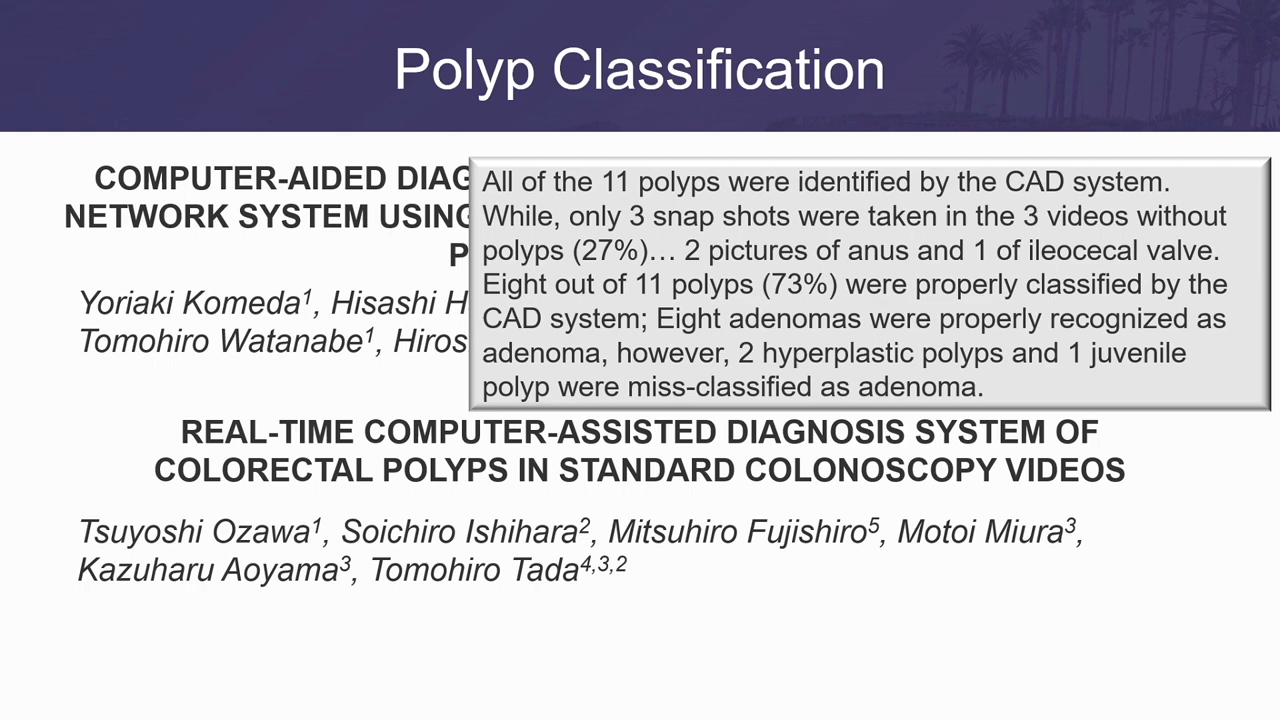 Polyp Classification
COMPUTER-AIDED DIAG
NETWORK SYSTEM USING
P
Yoriaki Komeda1, Hisashi H
Tomohiro Watanabe1, Hiros
All of the 11 polyps were identified by the CAD system.
While, only 3 snap shots were taken in the 3 videos without
polyps (27%)… 2 pictures of anus and 1 of ileocecal valve.
Eight out of 11 polyps (73%) were properly classified by the
CAD system; Eight adenomas were properly recognized as
adenoma, however, 2 hyperplastic polyps and 1 juvenile
polyp were miss-classified as adenoma.
REAL-TIME COMPUTER-ASSISTED DIAGNOSIS SYSTEM OF
COLORECTAL POLYPS IN STANDARD COLONOSCOPY VIDEOS
Tsuyoshi Ozawa1, Soichiro Ishihara2, Mitsuhiro Fujishiro5, Motoi Miura3,
Kazuharu Aoyama3, Tomohiro Tada4,3,2